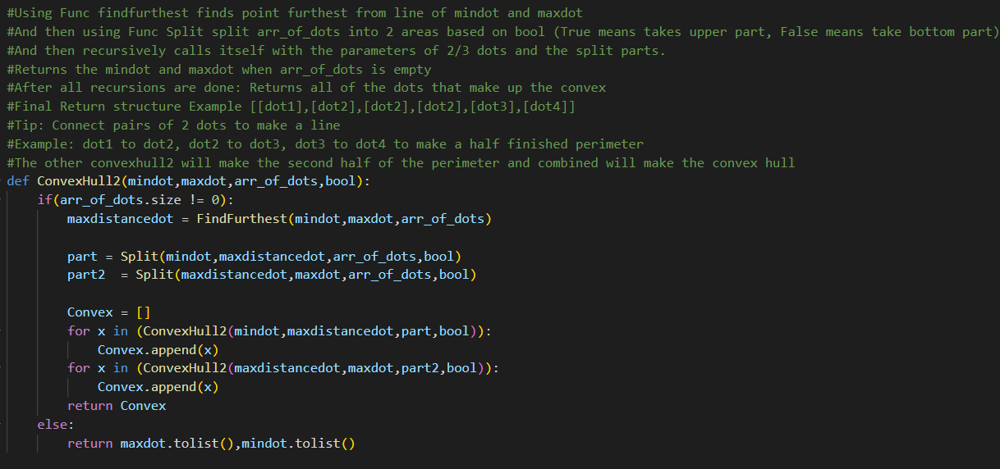 #Using Func findfurthest finds point furthest from line of mindot and maxdot
#And then using Func Split split arr_of_dots into 2 areas based on bool (True means takes upper part, False means take bottom part)
#And then recursively calls itself with the parameters of 2/3 dots and the split parts.
#Returns the mindot and maxdot when arr_of_dots is empty
#After all recursions are done: Returns all of the dots that make up the convex
#Final Return structure Example [[dot1],[dot2],[dot2],[dot2],[dot3],[dot4]]
#Tip: Connect pairs of 2 dots to make a line
#Example: dot1 to dot2, dot2 to dot3, dot3 to dot4 to make a half finished perimeter
#The other convexhull2 will make the second half of the perimeter and combined will make the convex hull
def ConvexHull2(mindot,maxdot,arr_of_dots,bool):
    if(arr_of_dots.size != 0):
        maxdistancedot = FindFurthest(mindot,maxdot,arr_of_dots)
        part = Split(mindot,maxdistancedot,arr_of_dots,bool)
        part2  = Split(maxdistancedot,maxdot,arr_of_dots,bool)
        Convex = []
        for x in (ConvexHull2(mindot,maxdistancedot,part,bool)):
            Convex.append(x)
        for x in (ConvexHull2(maxdistancedot,maxdot,part2,bool)):
            Convex.append(x)
        return Convex
    else:
        return maxdot.tolist(),mindot.tolist()